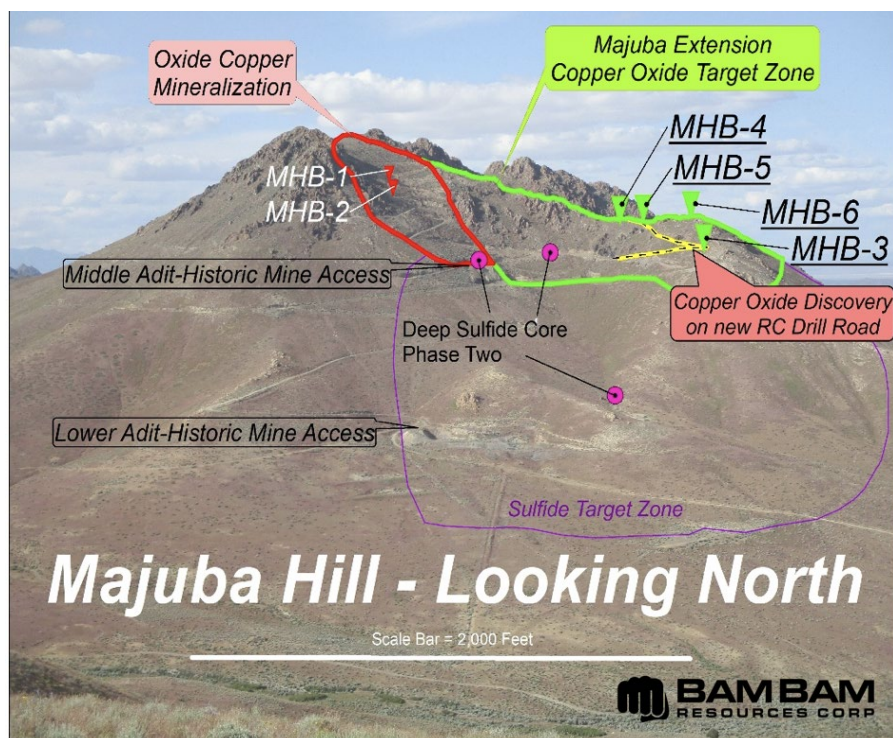 Oxide Copper
Mineralization
Majuba Extension
Copper Oxide Target Zone
MHB-4
MHB-1
MHB-5
MHB-2
MHB-6
MHB-3
Middle Adit-Historic Mine Access
Copper Oxide Discovery
on new RC Drill Road
Deep Sulfide Core
Phase Two
Lower Adit-Historic Mine Access
Sulfide Target Zone
Majuba Hill - Looking North
Scale Bar = 2,000 Feet
BAM BAM
RESOURCES CORP